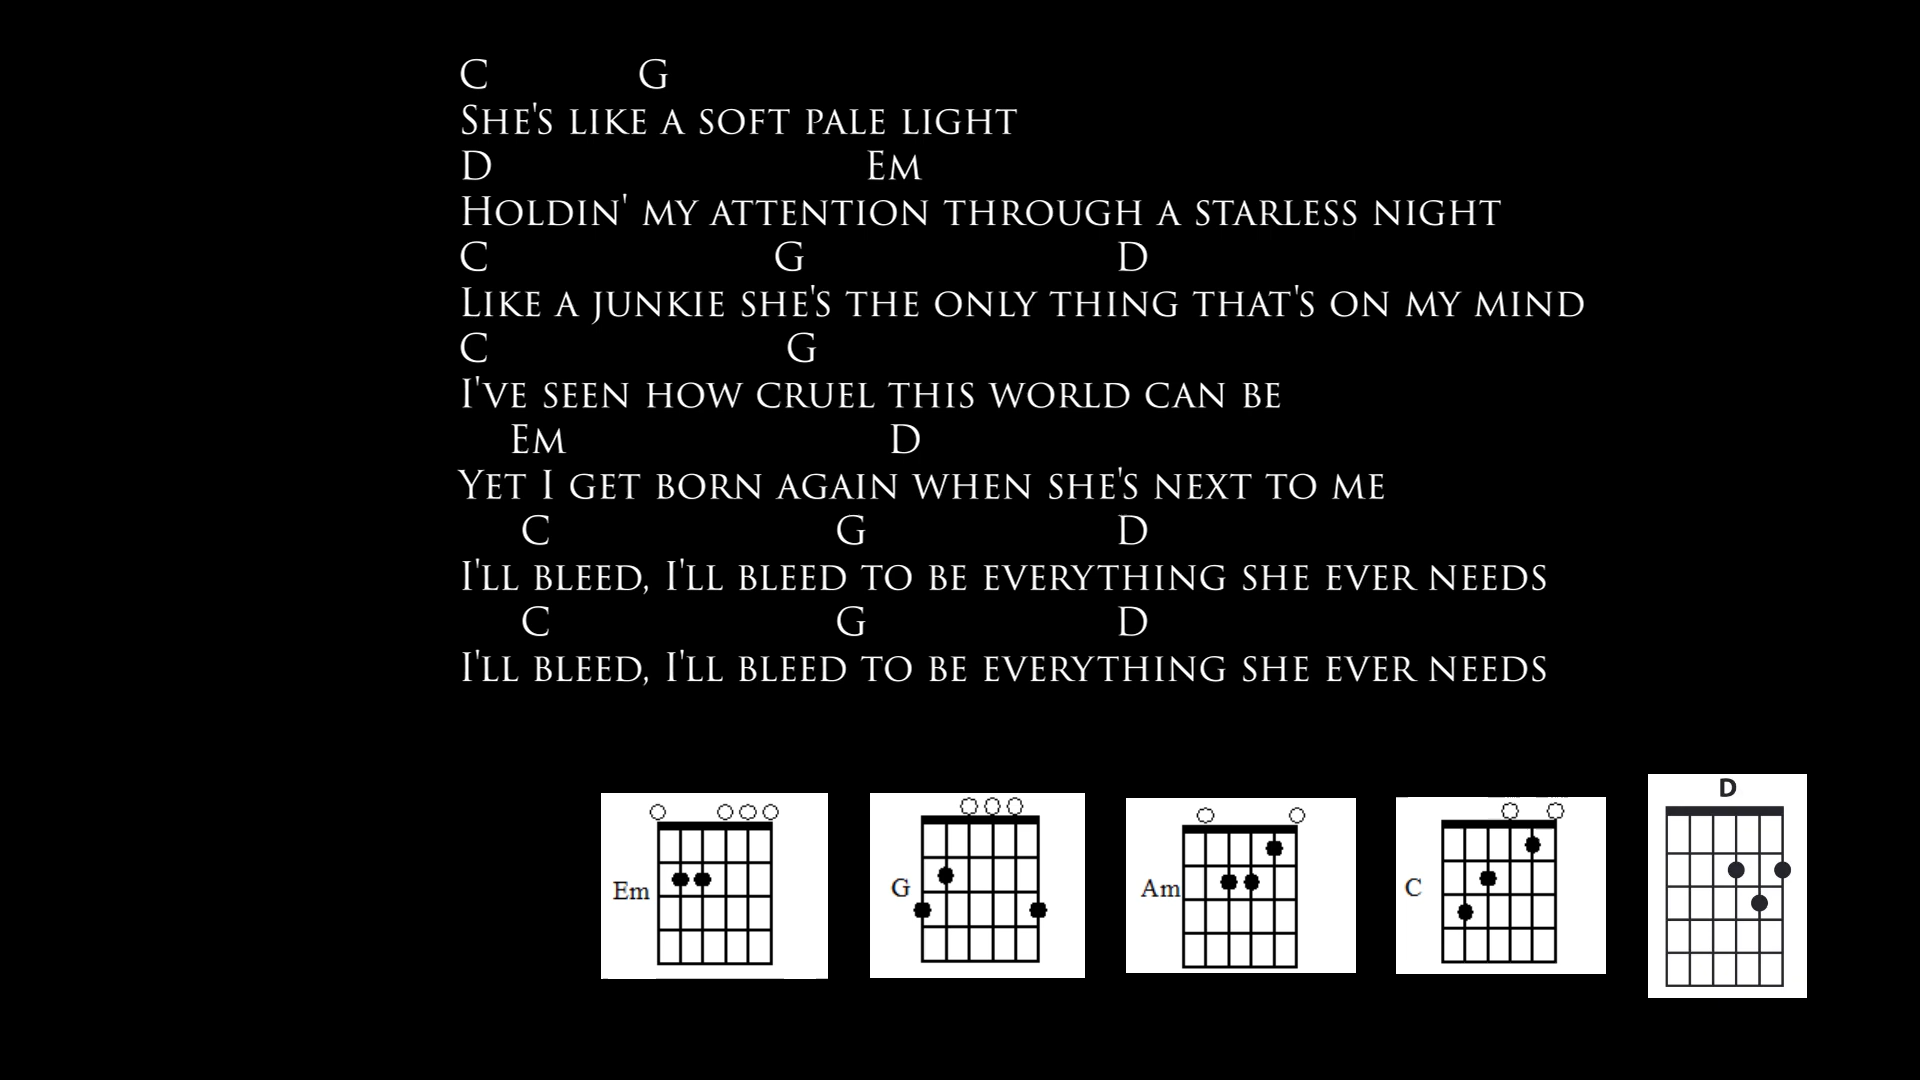 C G
She's like a soft pale light
D Em
Holdin' my attention through a starless night
C G D
Like a junkie she's the only thing that's on my mind
C G
I've seen how cruel this world can be
Em D
Yet I get born again when she's next to me
C G D
I'll bleed, I'll bleed to be everything she ever needs
C G D
I'll bleed, I'll bleed to be everything she ever needs
Em G Am C D